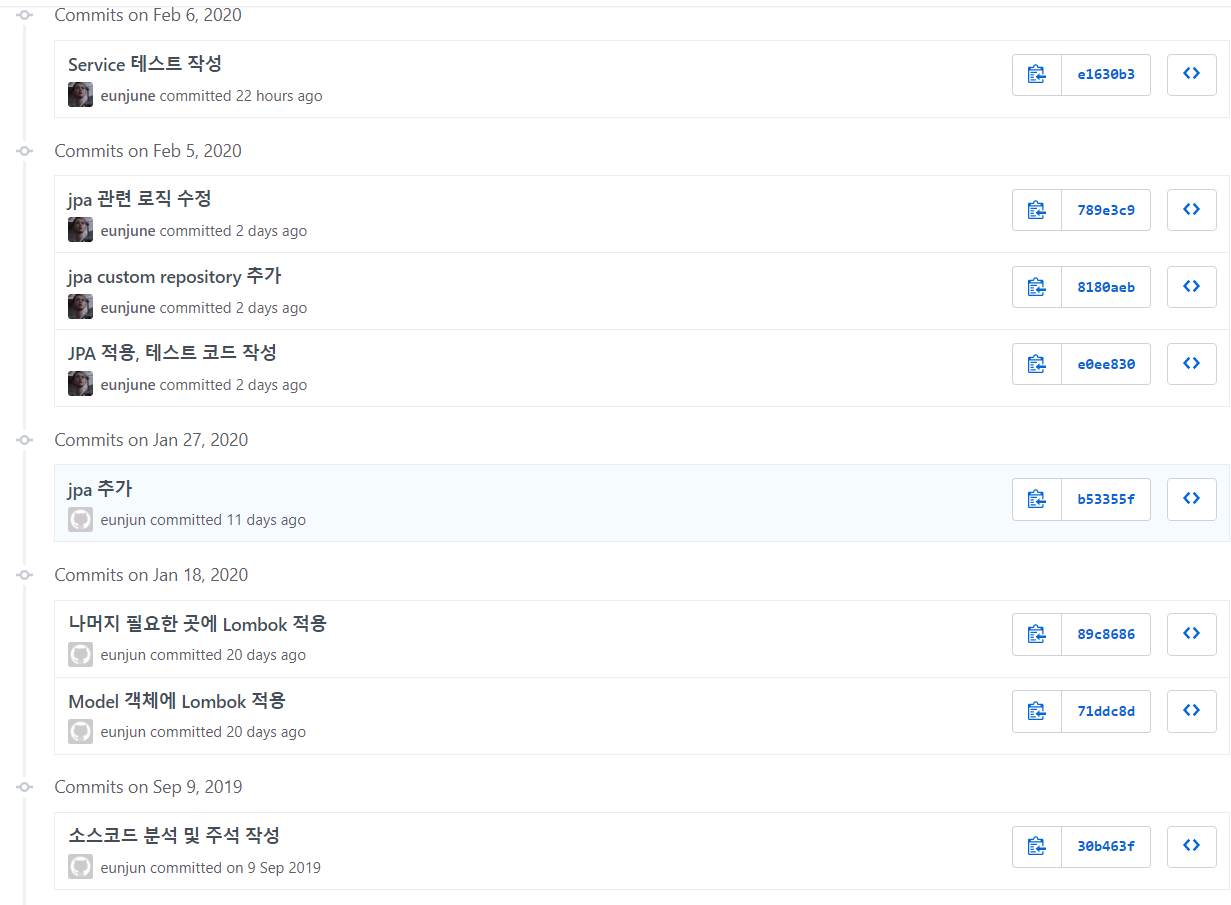 Commits on Feb 6, 2020
Service 테스트 작성
eunjune committed 22 hours ago
e1630b3
Commits on Feb 5, 2020
jpa 관련 로직 수정
eunjune committed 2 days ago
789e3c9
jpa custom repository 추가
eunjune committed 2 days ago
8180aeb
JPA 적용, 테스트 코드 작성
eunjune committed 2 days ago
e0ee830
Commits on Jan 27, 2020
jpa 추가
eunjun committed 11 days ago
b53355f
Commits on Jan 18, 2020
나머지 필요한 곳에 Lombok 적용
eunjun committed 20 days ago
89c8686
Model 객체에 Lombok 적용
eunjun committed 20 days ago
71ddc8d
Commits on Sep 9, 2019
소스코드 분석 및 주석 작성
eunjun committed on 9 Sep 2019
30b463f